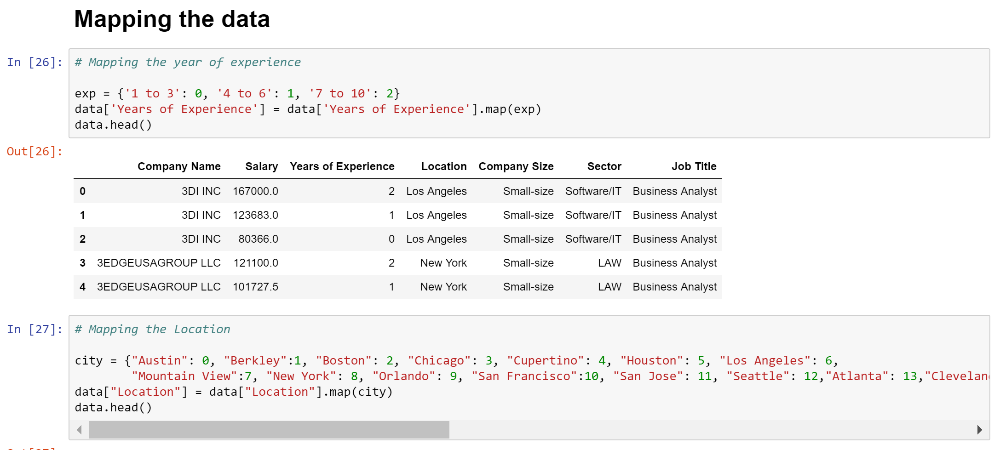 Mapping the data
In [26]: # Mapping the year of experience
exp = {'1 to 3': 0, '4 to 6': 1, '7 to 10': 2}
data['Years of Experience'] = data['Years of Experience'].map(exp)
data.head()
Out[26]:
Company Name Salary Years of Experience Location Company Size Sector Job Title
0 3DI INC 167000.0 2 Los Angeles Small-size Software/IT Business Analyst
1 3DI INC 123683.0 1 Los Angeles Small-size Software/IT Business Analyst
2 3DI INC 80366.0 0 Los Angeles Small-size Software/IT Business Analyst
3 3EDGEUSAGROUP LLC 121100.0 2 New York Small-size LAW Business Analyst
4 3EDGEUSAGROUP LLC 101727.5 1 New York Small-size LAW Business Analyst
In [27]: # Mapping the Location
city = {"Austin": 0, "Berkley":1, "Boston": 2, "Chicago": 3, "Cupertino": 4, "Houston": 5, "Los Angeles": 6,
"Mountain View":7, "New York": 8, "Orlando": 9, "San Francisco":10, "San Jose": 11, "Seattle": 12,"Atlanta": 13,
data["Location"] = data["Location"].map(city)
data.head()